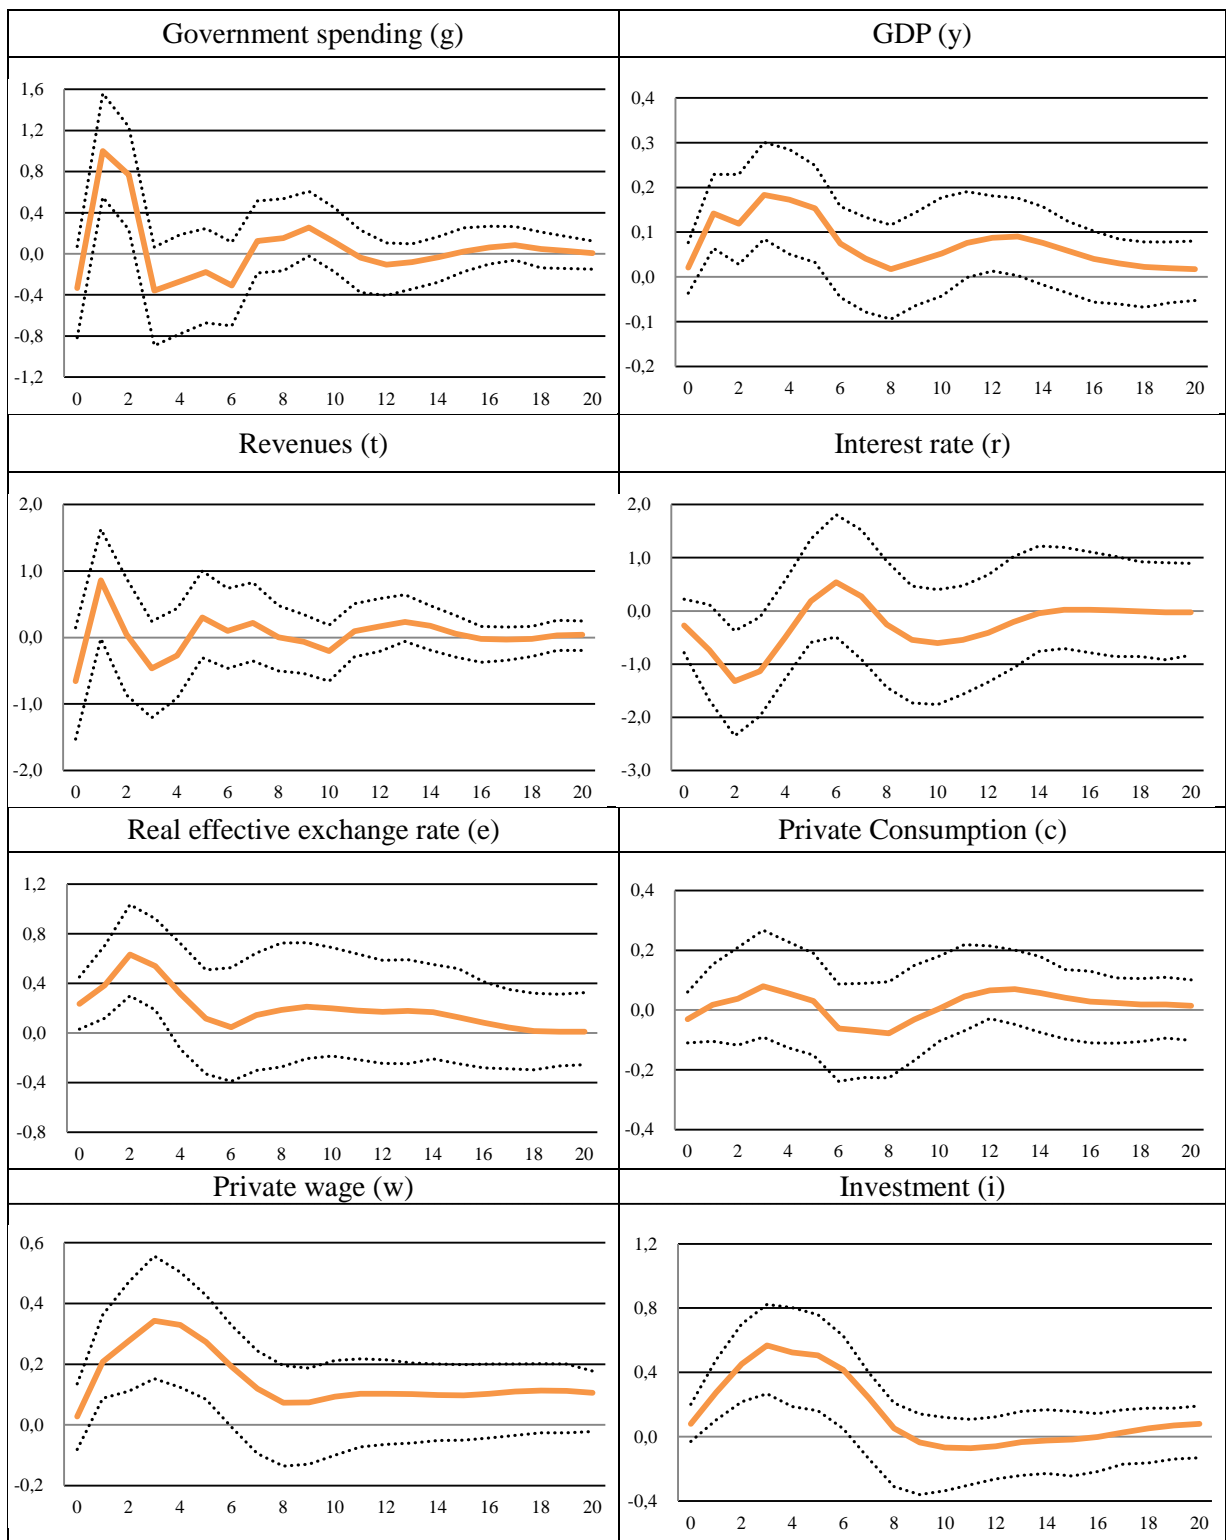 Government spending (g)
GDP (y)
1,6
1,2
0,8
0,4
0,0
-0,4
-0,8
-1,2
0 2 4 6 8 10 12 14 16 18 20
0,4
0,3
0,2
0,1
0,0
-0,1
-0,2
0 2 4 6 8 10 12 14 16 18 20
Revenues (t)
Interest rate (r)
2,0
1,0
0,0
-1,0
-2,0
0 2 4 6 8 10 12 14 16 18 20
2,0
1,0
0,0
-1,0
-2,0
-3,0
0 2 4 6 8 10 12 14 16 18 20
Real effective exchange rate (e)
Private Consumption (c)
1,2
0,8
0,4
0,0
-0,4
-0,8
0 2 4 6 8 10 12 14 16 18 20
0,4
0,2
0,0
-0,2
-0,4
0 2 4 6 8 10 12 14 16 18 20
Private wage (w)
Investment (i)
0,6
0,4
0,2
0,0
-0,2
0 2 4 6 8 10 12 14 16 18 20
1,2
0,8
0,4
0,0
-0,4
0 2 4 6 8 10 12 14 16 18 20